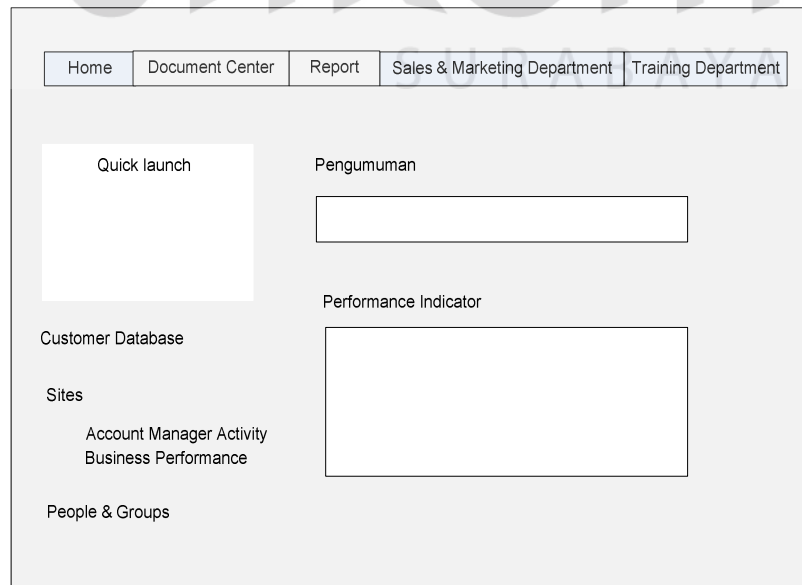 SURABAYA
Home Document Center Report Sales & Marketing Department Training Department
Quick launch
Pengumuman
Performance Indicator
Customer Database
Sites
Account Manager Activity
Business Performance
People & Groups